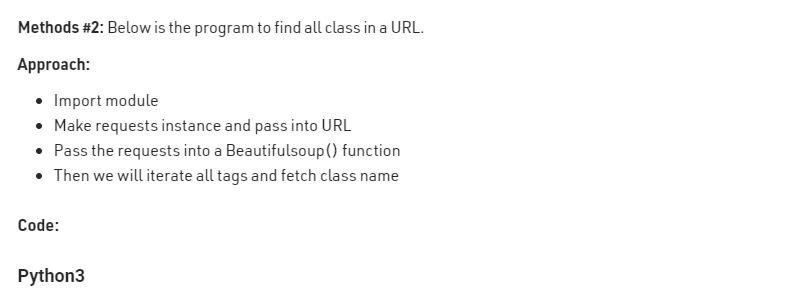 Methods #2: Below is the program to find all class in a URL.
Approach:
• Import module
• Make requests instance and pass into URL
• Pass the requests into a Beautifulsoup() function
• Then we will iterate all tags and fetch class name
Code:
Python3